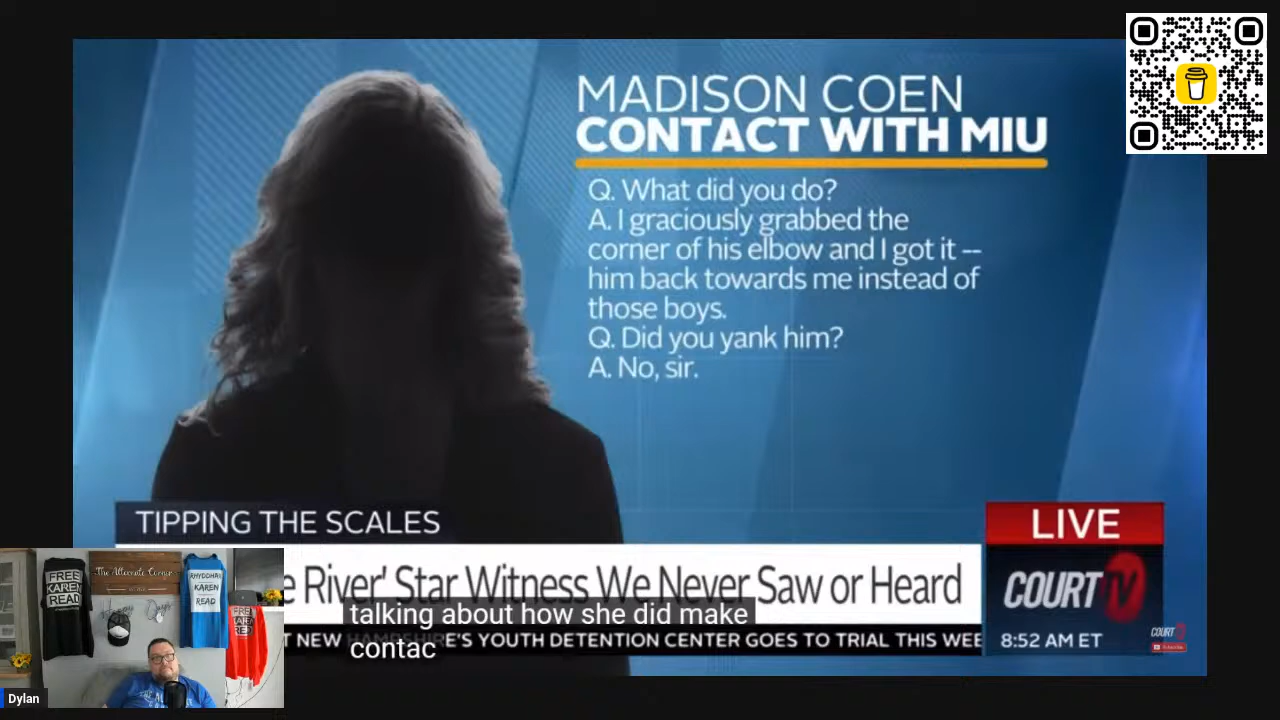 MADISON COEN
CONTACT WITH MIU
Q. What did you do?
A. I graciously grabbed the
corner of his elbow and I got it --
him back towards me instead of
those boys.
Q. Did you yank him?
A. No, sir.
TIPPING THE SCALES
LIVE
River' Star Witness We Never Saw or Heard
COURT TV
talking about how she did make
contac
NEW HAMPSHIRE'S YOUTH DETENTION CENTER GOES TO TRIAL THIS WEE
8:52 AM ET
COURT
FREE
KAREN
READ
The Alternate Corner
KAREN
READ
Dylan